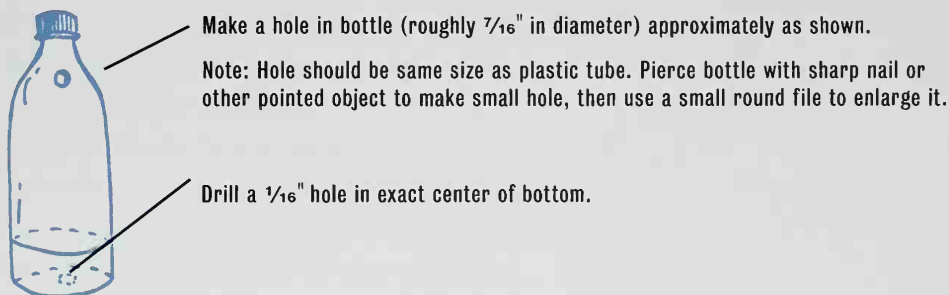 Make a hole in bottle (roughly 7/16" in diameter) approximately as shown.
Note: Hole should be same size as plastic tube. Pierce bottle with sharp nail or
other pointed object to make small hole, then use a small round file to enlarge it.
Drill a 1/16" hole in exact center of bottom.